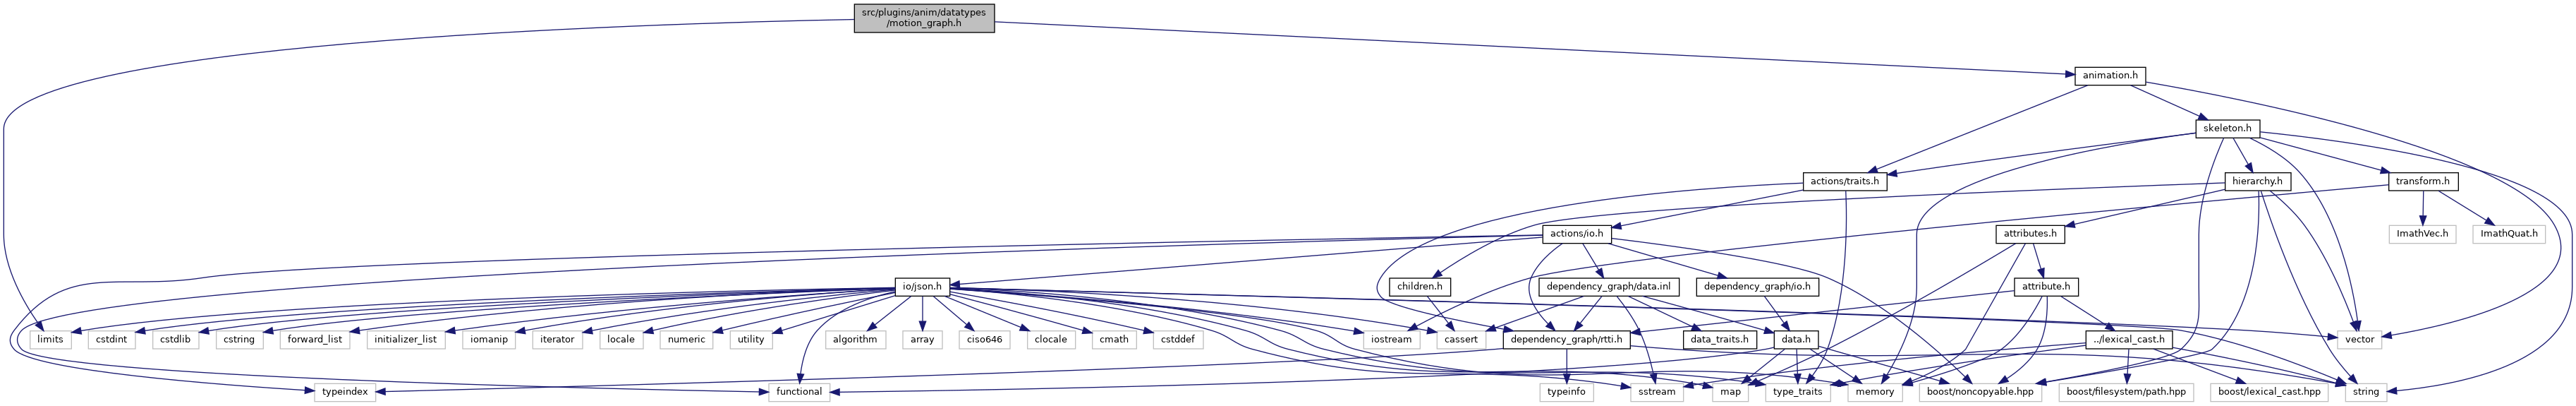 src/plugins/anim/datatypes
/motion_graph.h
animation.h
skeleton.h
actions/traits.h
hierarchy.h
transform.h
actions/io.h
attributes.h
ImathVec.h
ImathQuat.h
io/json.h
children.h
dependency_graph/data.inl
dependency_graph/io.h
attribute.h
limits
cstdint
cstdlib
cstring
forward_list
initializer_list
iomanip
iterator
locale
numeric
utility
algorithm
array
ciso646
clocale
cmath
cstddef
iostream
cassert
dependency_graph/rtti.h
data_traits.h
data.h
../lexical_cast.h
vector
typeindex
functional
typeinfo
sstream
map
type_traits
memory
boost/noncopyable.hpp
boost/filesystem/path.hpp
boost/lexical_cast.hpp
string